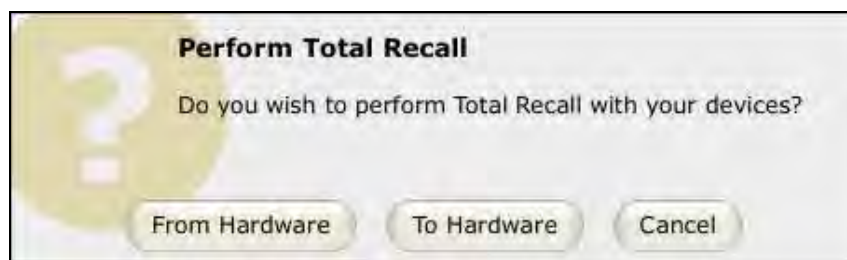 Perform Total Recall
Do you wish to perform Total Recall with your devices?
From Hardware To Hardware Cancel